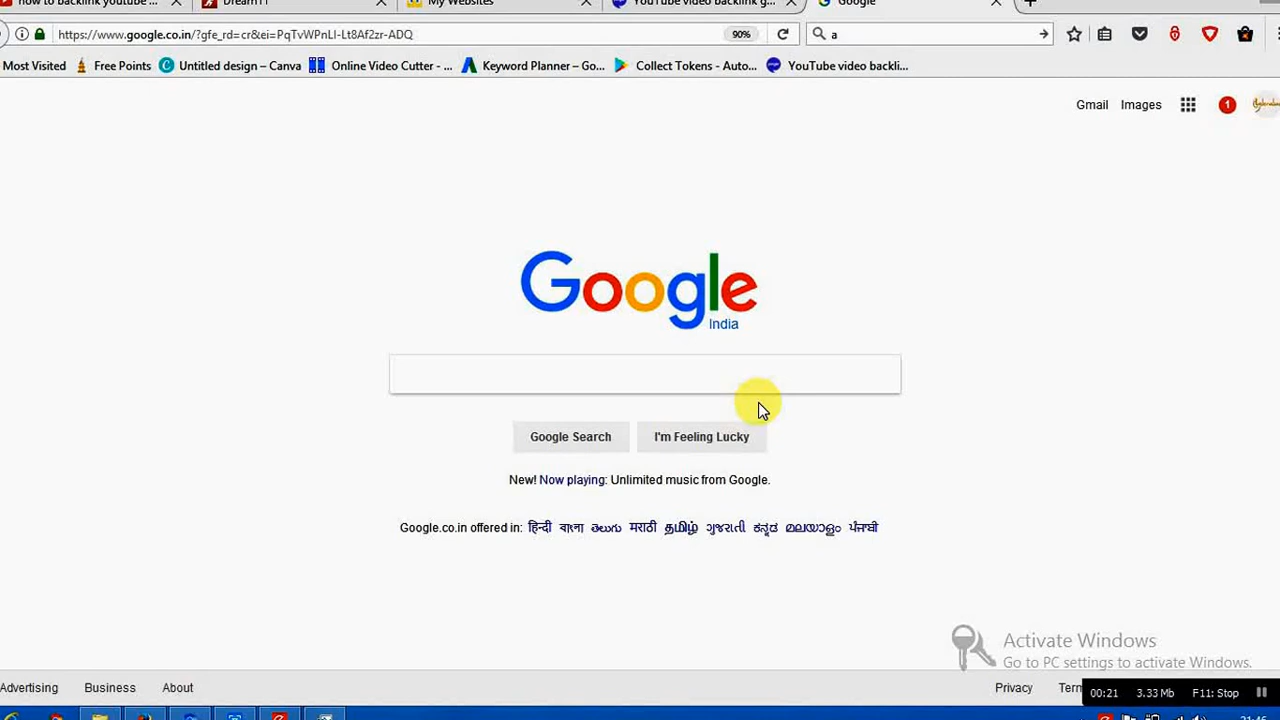 how to backlink youtube ...
Dream11
My Websites
YouTube video backlink g...
Google
https://www.google.co.in/?gfe_rd=cr&ei=PqTvWPnLI-Lt8Af2zr-ADQ
90%
a
Most Visited
Free Points
Untitled design – Canva
Online Video Cutter - ...
Keyword Planner – Go...
Collect Tokens - Auto...
YouTube video backli...
Gmail
Images
1
Google
India
Google Search
I'm Feeling Lucky
New! Now playing: Unlimited music from Google.
Google.co.in offered in: हिन्दी বাংলা తెలుగు मराठी தமிழ் ગુજરાતી ಕನ್ನಡ മലയാളം ਪੰਜਾਬੀ
Activate Windows
Go to PC settings to activate Windows.
Advertising
Business
About
Privacy
00:21
3.33 Mb
F11: Stop